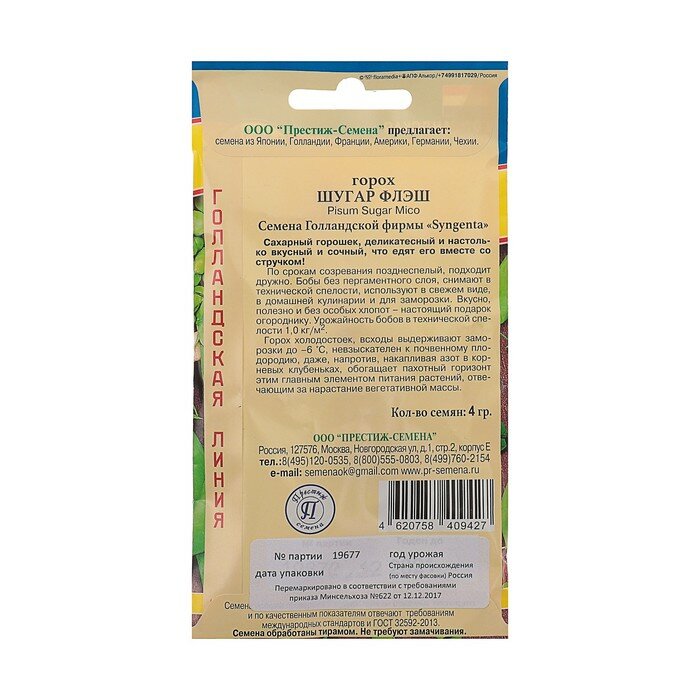 © ИП floramedia АПФ Алькор/+74991817029/Россия
ООО “Престиж-Семена” предлагает:
семена из Японии, Голландии, Франции, Америки, Германии, Чехии.
ГОЛЛАНДСКАЯ ЛИНИЯ
горох
ШУГАР ФЛЭШ
Pisum Sugar Mico
Семена Голландской фирмы «Syngenta»
Сахарный горошек, деликатесный и настоль-
ко вкусный и сочный, что едят его вместе со
стручком!
По срокам созревания позднеспелый, подходит
дружно. Бобы без пергаментного слоя, снимают в
технической спелости, используют в свежем виде,
в домашней кулинарии и для заморозки. Вкусно,
полезно и без особых хлопот – настоящий подарок
огороднику. Урожайность бобов в технической спе-
лости 1,0 кг/м².
Горох холодостоек, всходы выдерживают замо-
розки до –6 °С, невзыскателен к почвенному пло-
дородию, даже, напротив, накапливая азот в кор-
невых клубеньках, обогащает пахотный горизонт
этим главным элементом питания растений, отве-
чающим за нарастание вегетативной массы.
Кол-во семян: 4 гр.
ООО “ПРЕСТИЖ-СЕМЕНА”
Россия, 127576, Москва, Новгородская ул., д.1, стр.2, корпус Е
тел.:8(495)120-0535, 8(800)555-0803, 8(499)760-2154
e-mail: semenaok@gmail.com www.pr-semena.ru
Престиж
П
семена
4 620758 409427
№ партии 19677 год урожая
дата упаковки
Страна происхождения
(по месту фасовки) Россия
Перемаркировано в соответствии с требованиями
приказа Минсельхоза №622 от 12.12.2017
Семен
и по качественным показателям отвечают требованиям
международных стандартов и ГОСТ 32592-2013.
Семена обработаны тирамом. Не требуют замачивания.